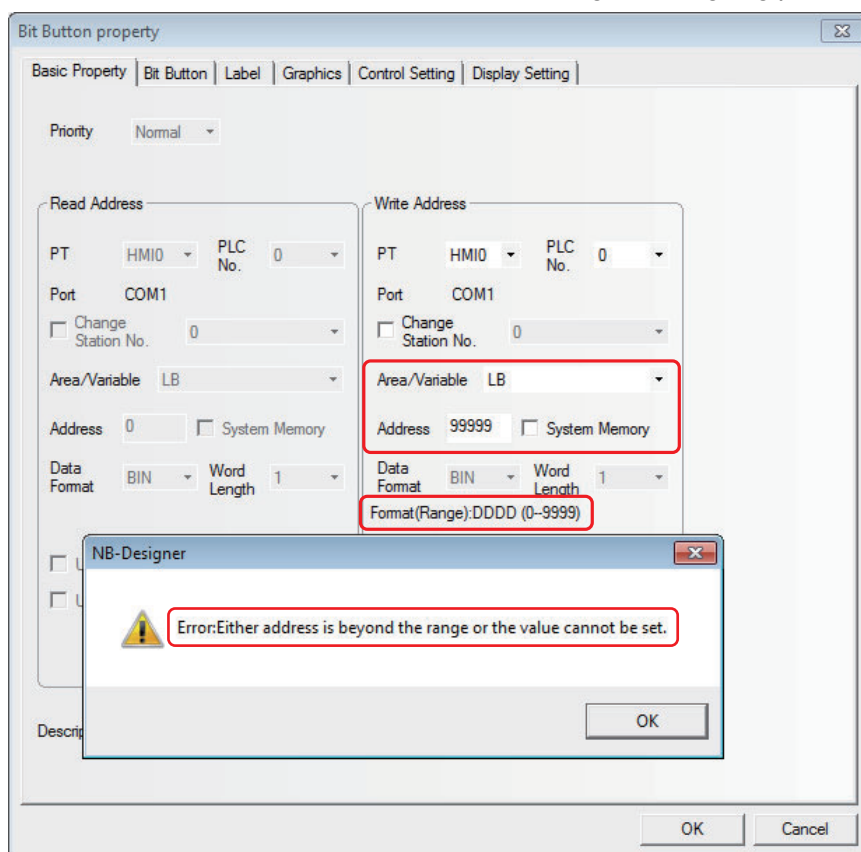 Bit Button property
Basic Property Bit Button Label Graphics Control Setting Display Setting
Priority Normal
Read Address
PT HMI0 PLC No. 0
Port COM1
Change Station No. 0
Area/Variable LB
Address 0 System Memory
Data Format BIN Word Length 1
Write Address
PT HMI0 PLC No. 0
Port COM1
Change Station No. 0
Area/Variable LB
Address 99999 System Memory
Data Format BIN Word Length 1
Format(Range):DDDD (0--9999)
NB-Designer
Error:Either address is beyond the range or the value cannot be set.
OK
OK Cancel